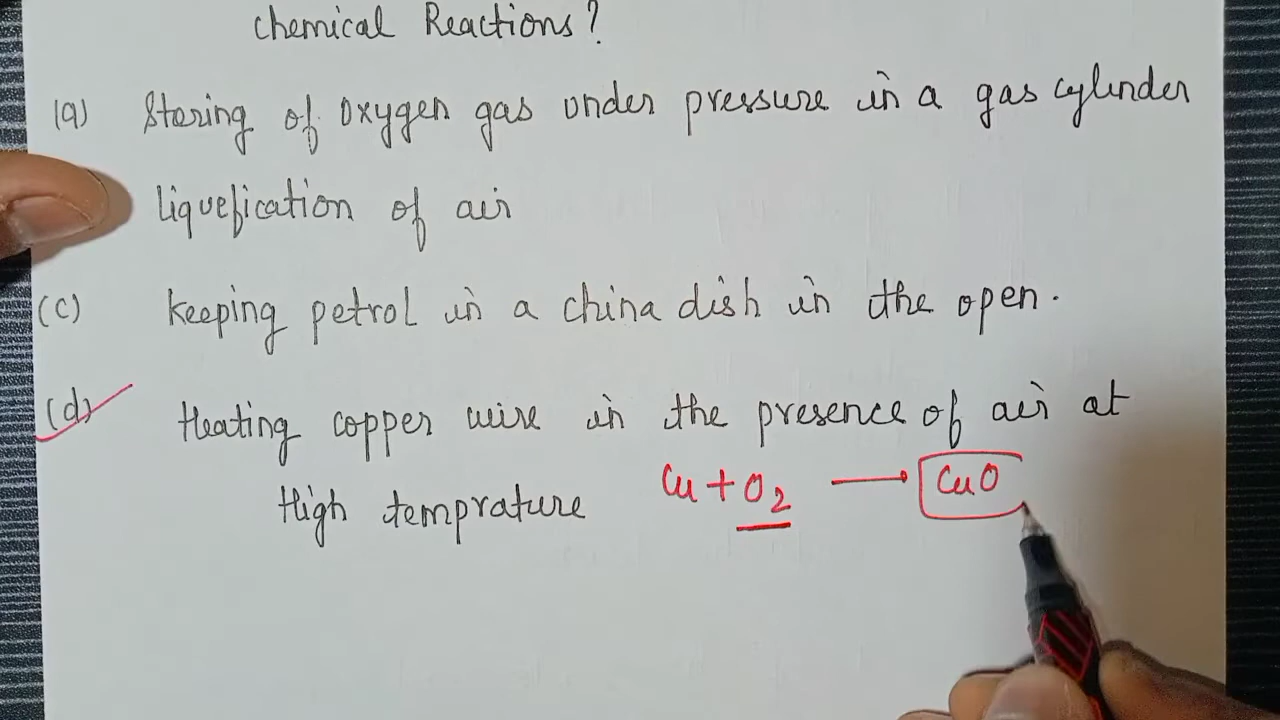 Chemical Reactions?
(a) Storing of oxygen gas under pressure in a gas cylinder
liquefication of air
(c) Keeping petrol in a china dish in the open.
(d) Heating copper wire in the presence of air at
High temprature Cu + O₂ ⟶ CuO